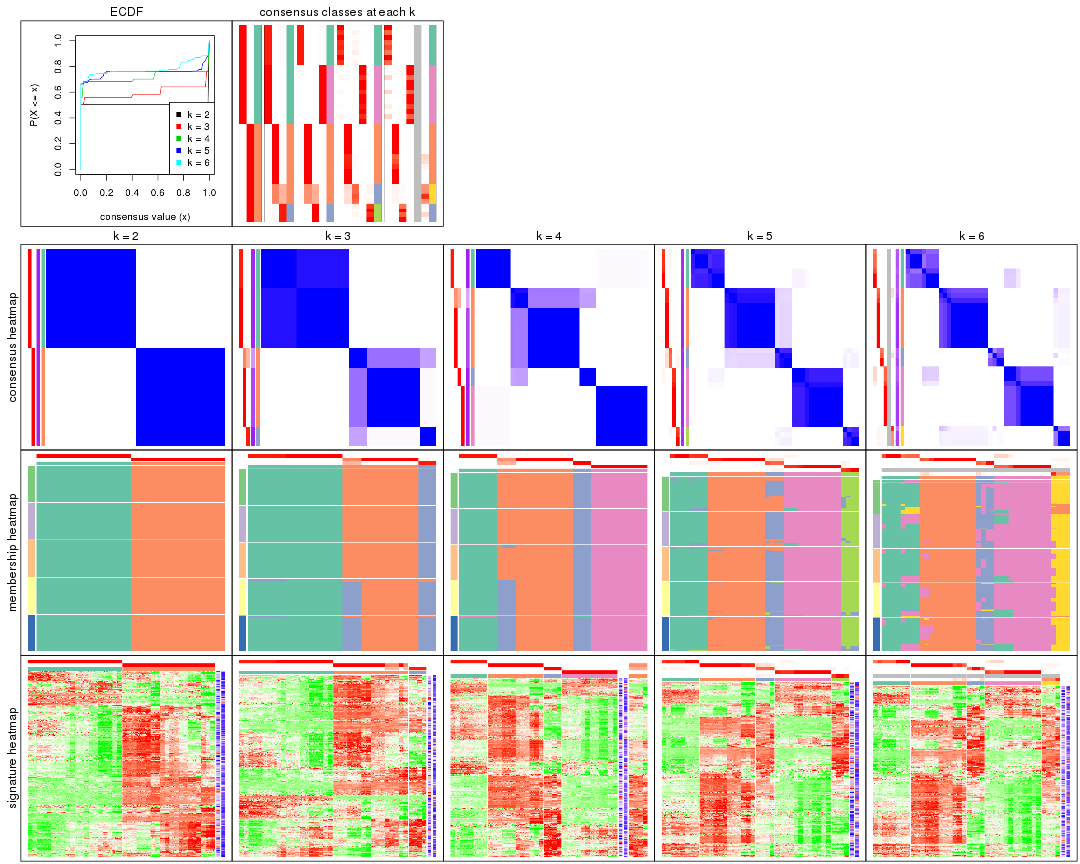 ECDF
consensus classes at each k
P(X <= x)
0.0 0.2 0.4 0.6 0.8 1.0
k = 2
k = 3
k = 4
k = 5
k = 6
0.0 0.2 0.4 0.6 0.8 1.0
consensus value (x)
k = 2
k = 3
k = 4
k = 5
k = 6
consensus heatmap
membership heatmap
signature heatmap